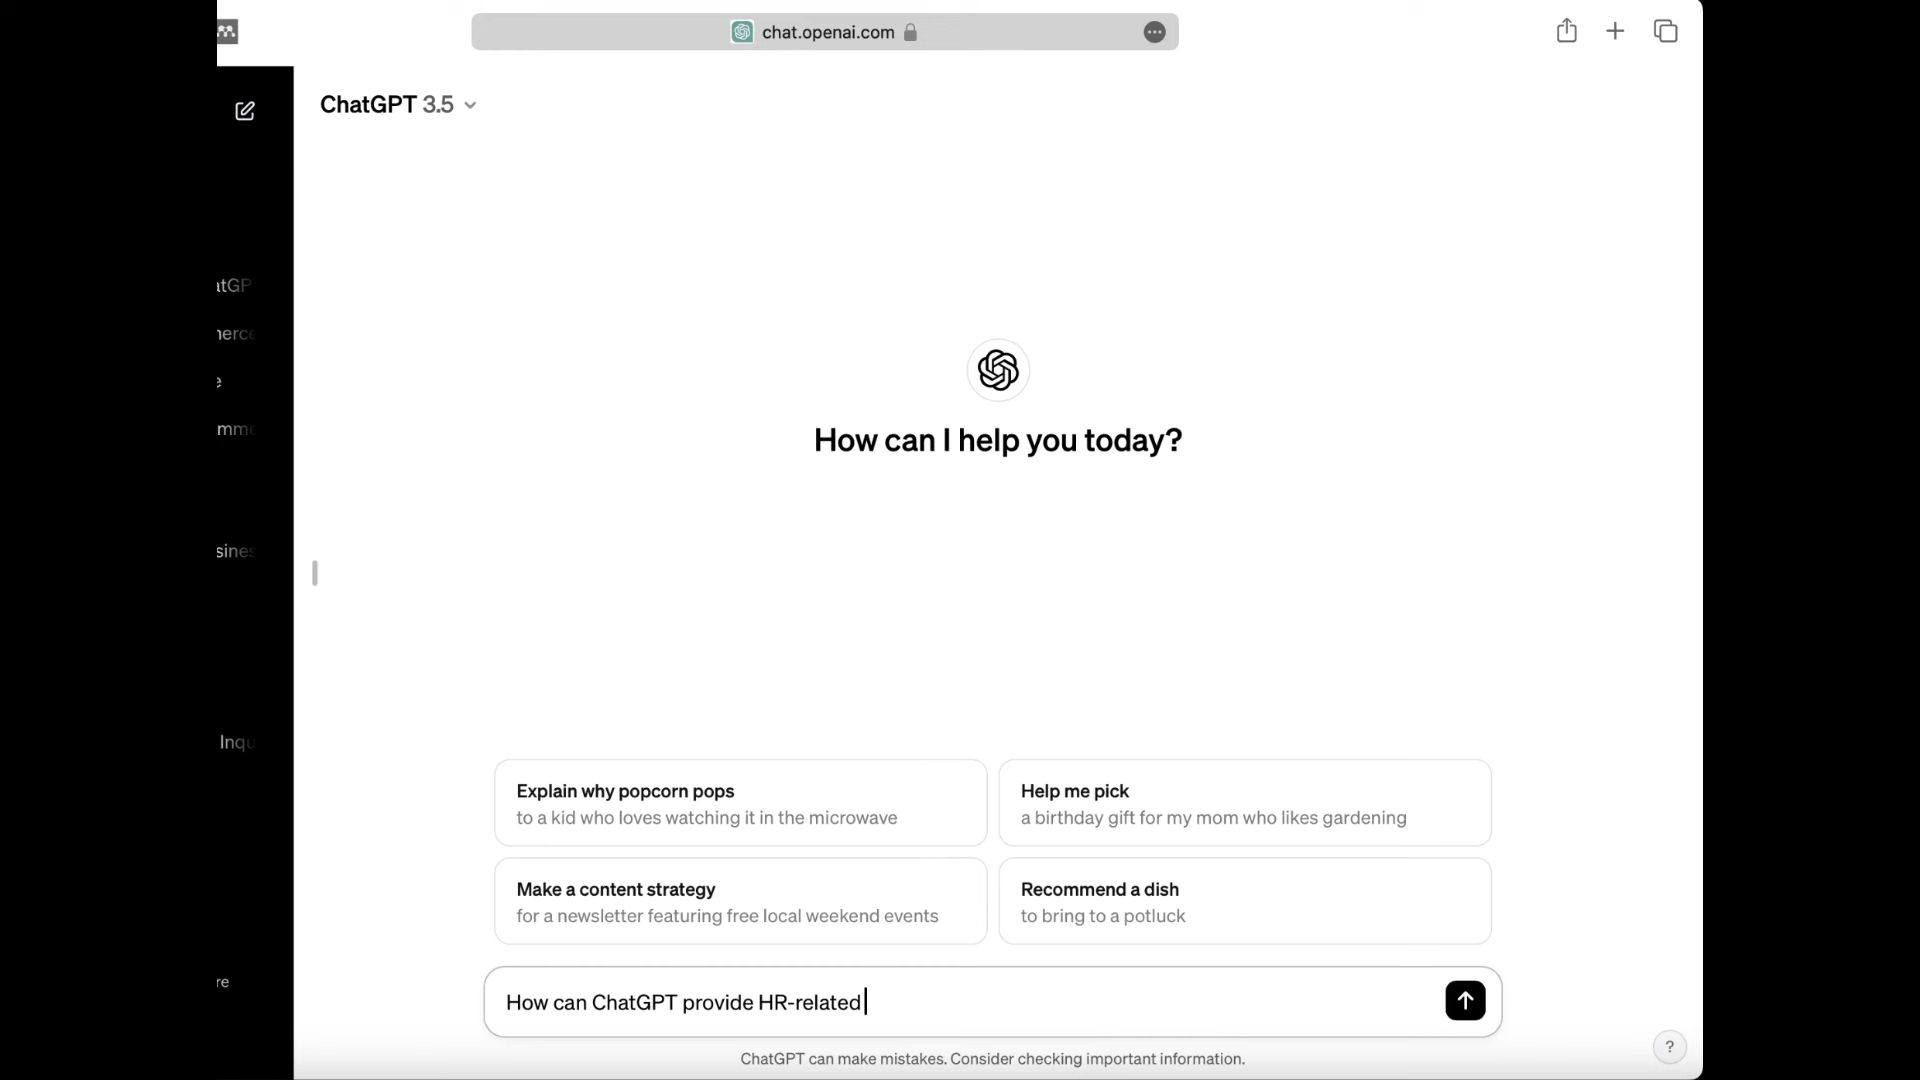 chat.openai.com
ChatGPT 3.5
How can I help you today?
Explain why popcorn pops
to a kid who loves watching it in the microwave
Help me pick
a birthday gift for my mom who likes gardening
Make a content strategy
for a newsletter featuring free local weekend events
Recommend a dish
to bring to a potluck
How can ChatGPT provide HR-related
ChatGPT can make mistakes. Consider checking important information.
?